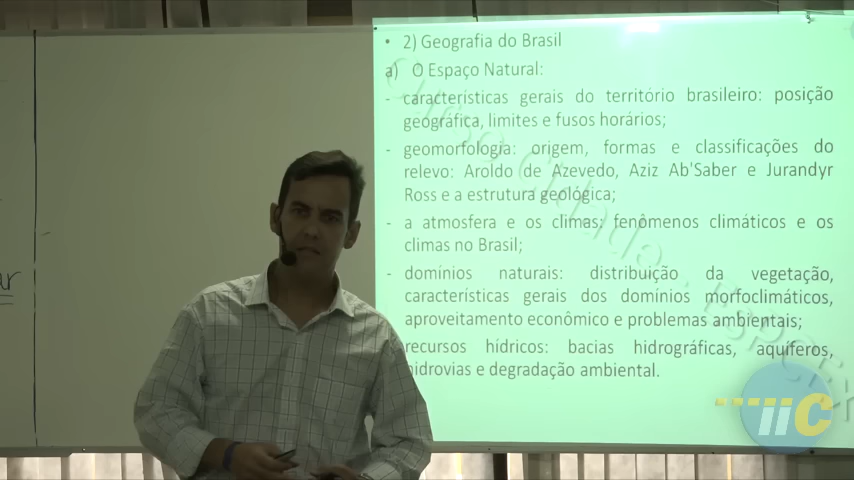 • 2) Geografia do Brasil
a) O Espaço Natural:
- características gerais do território brasileiro: posição
geográfica, limites e fusos horários;
- geomorfologia: origem, formas e classificações do
relevo: Aroldo de Azevedo, Aziz Ab'Saber e Jurandyr
Ross e a estrutura geológica;
- a atmosfera e os climas: fenômenos climáticos e os
climas no Brasil;
- domínios naturais: distribuição da vegetação,
características gerais dos domínios morfoclimáticos,
aproveitamento econômico e problemas ambientais;
recursos hídricos: bacias hidrográficas, aquíferos,
hidrovias e degradação ambiental.
ar
iiC